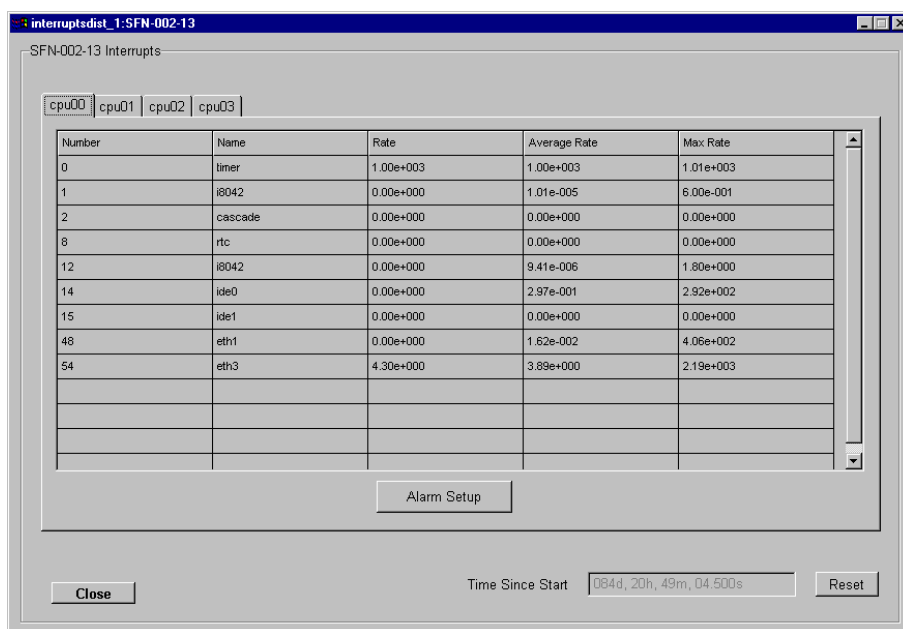 interruptsdist_1:SFN-002-13
SFN-002-13 Interrupts
cpu00 cpu01 cpu02 cpu03
Number Name Rate Average Rate Max Rate
0 timer 1.00e+003 1.00e+003 1.01e+003
1 i8042 0.00e+000 1.01e-005 6.00e-001
2 cascade 0.00e+000 0.00e+000 0.00e+000
8 rtc 0.00e+000 0.00e+000 0.00e+000
12 i8042 0.00e+000 9.41e-006 1.80e+000
14 ide0 0.00e+000 2.97e-001 2.92e+002
15 ide1 0.00e+000 0.00e+000 0.00e+000
48 eth1 0.00e+000 1.62e-002 4.06e+002
54 eth3 4.30e+000 3.89e+000 2.19e+003
Alarm Setup
Close Time Since Start 084d, 20h, 49m, 04.500s Reset